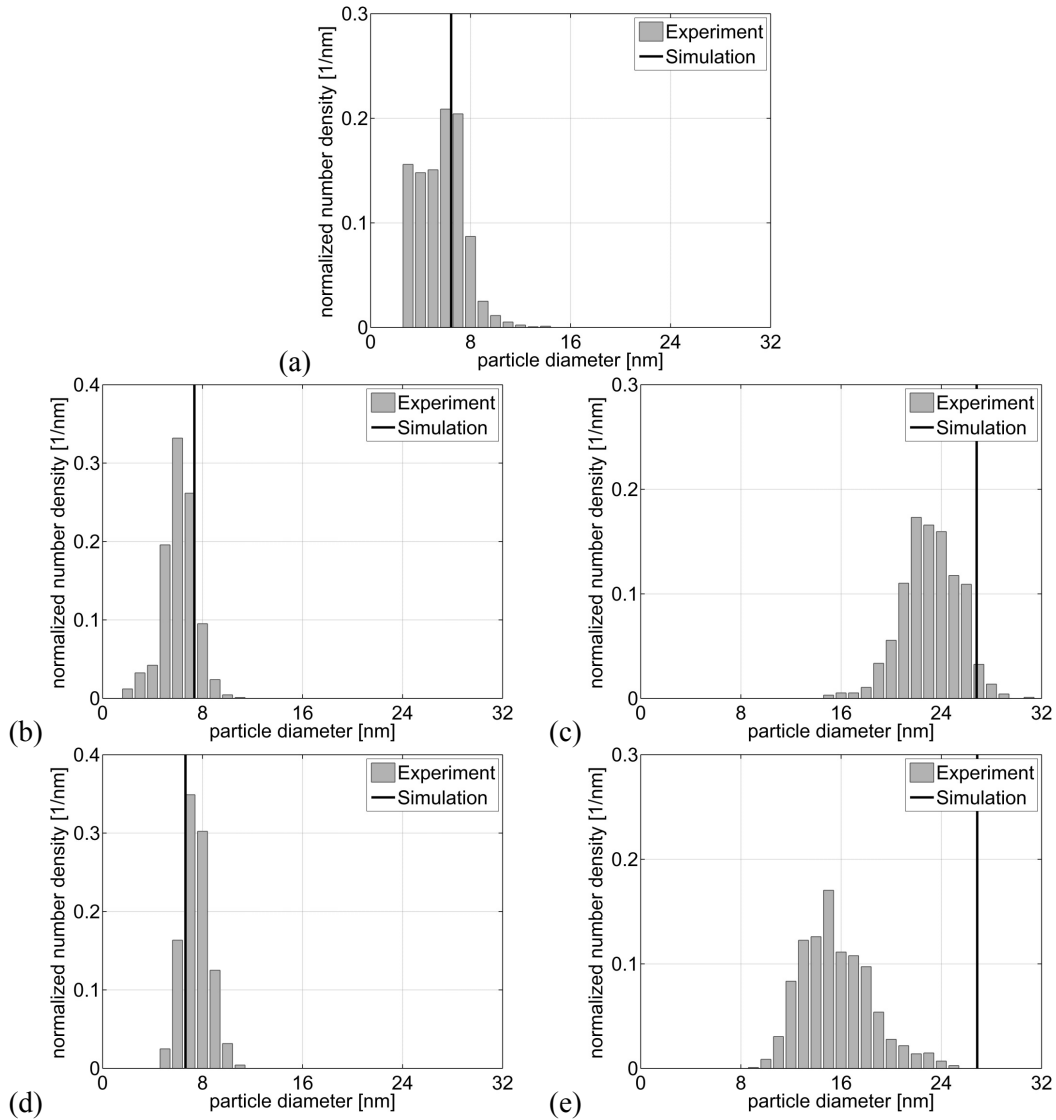 0.3
Experiment
Simulation
0.2
0.1
0
normalized number density [1/nm]
0 8 16 24 32
particle diameter [nm]
(a)
0.4
Experiment
Simulation
0.3
0.2
0.1
0
normalized number density [1/nm]
0 8 16 24 32
particle diameter [nm]
(b)
0.3
Experiment
Simulation
0.2
0.1
0
normalized number density [1/nm]
0 8 16 24 32
particle diameter [nm]
(c)
0.4
Experiment
Simulation
0.3
0.2
0.1
0
normalized number density [1/nm]
0 8 16 24 32
particle diameter [nm]
(d)
0.3
Experiment
Simulation
0.2
0.1
0
normalized number density [1/nm]
0 8 16 24 32
particle diameter [nm]
(e)